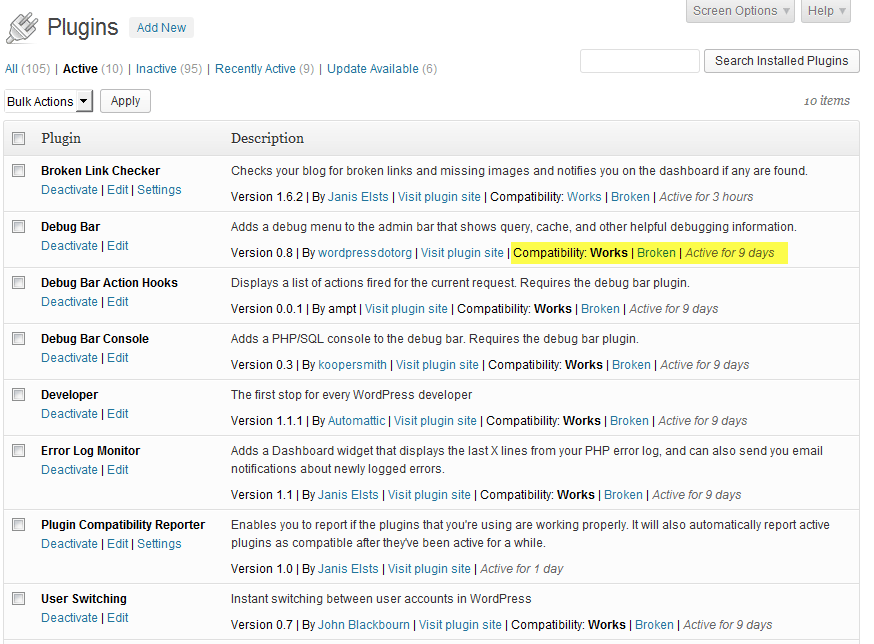 Screen Options ▾ Help ▾
Plugins Add New
All (105) | Active (10) | Inactive (95) | Recently Active (9) | Update Available (6)
Search Installed Plugins
Bulk Actions Apply
10 items
Plugin Description
Broken Link Checker Checks your blog for broken links and missing images and notifies you on the dashboard if any are found.
Deactivate | Edit | Settings
Version 1.6.2 | By Janis Elsts | Visit plugin site | Compatibility: Works | Broken | Active for 3 hours
Debug Bar Adds a debug menu to the admin bar that shows query, cache, and other helpful debugging information.
Deactivate | Edit
Version 0.8 | By wordpressdotorg | Visit plugin site | Compatibility: Works | Broken | Active for 9 days
Debug Bar Action Hooks Displays a list of actions fired for the current request. Requires the debug bar plugin.
Deactivate | Edit
Version 0.0.1 | By ampt | Visit plugin site | Compatibility: Works | Broken | Active for 9 days
Debug Bar Console Adds a PHP/SQL console to the debug bar. Requires the debug bar plugin.
Deactivate | Edit
Version 0.3 | By koopersmith | Visit plugin site | Compatibility: Works | Broken | Active for 9 days
Developer The first stop for every WordPress developer
Deactivate | Edit
Version 1.1.1 | By Automattic | Visit plugin site | Compatibility: Works | Broken | Active for 9 days
Error Log Monitor Adds a Dashboard widget that displays the last X lines from your PHP error log, and can also send you email
Deactivate | Edit notifications about newly logged errors.
Version 1.1 | By Janis Elsts | Visit plugin site | Compatibility: Works | Broken | Active for 9 days
Plugin Compatibility Reporter Enables you to report if the plugins that you're using are working properly. It will also automatically report active
Deactivate | Edit | Settings plugins as compatible after they've been active for a while.
Version 1.0 | By Janis Elsts | Visit plugin site | Active for 1 day
User Switching Instant switching between user accounts in WordPress
Deactivate | Edit
Version 0.7 | By John Blackbourn | Visit plugin site | Compatibility: Works | Broken | Active for 9 days